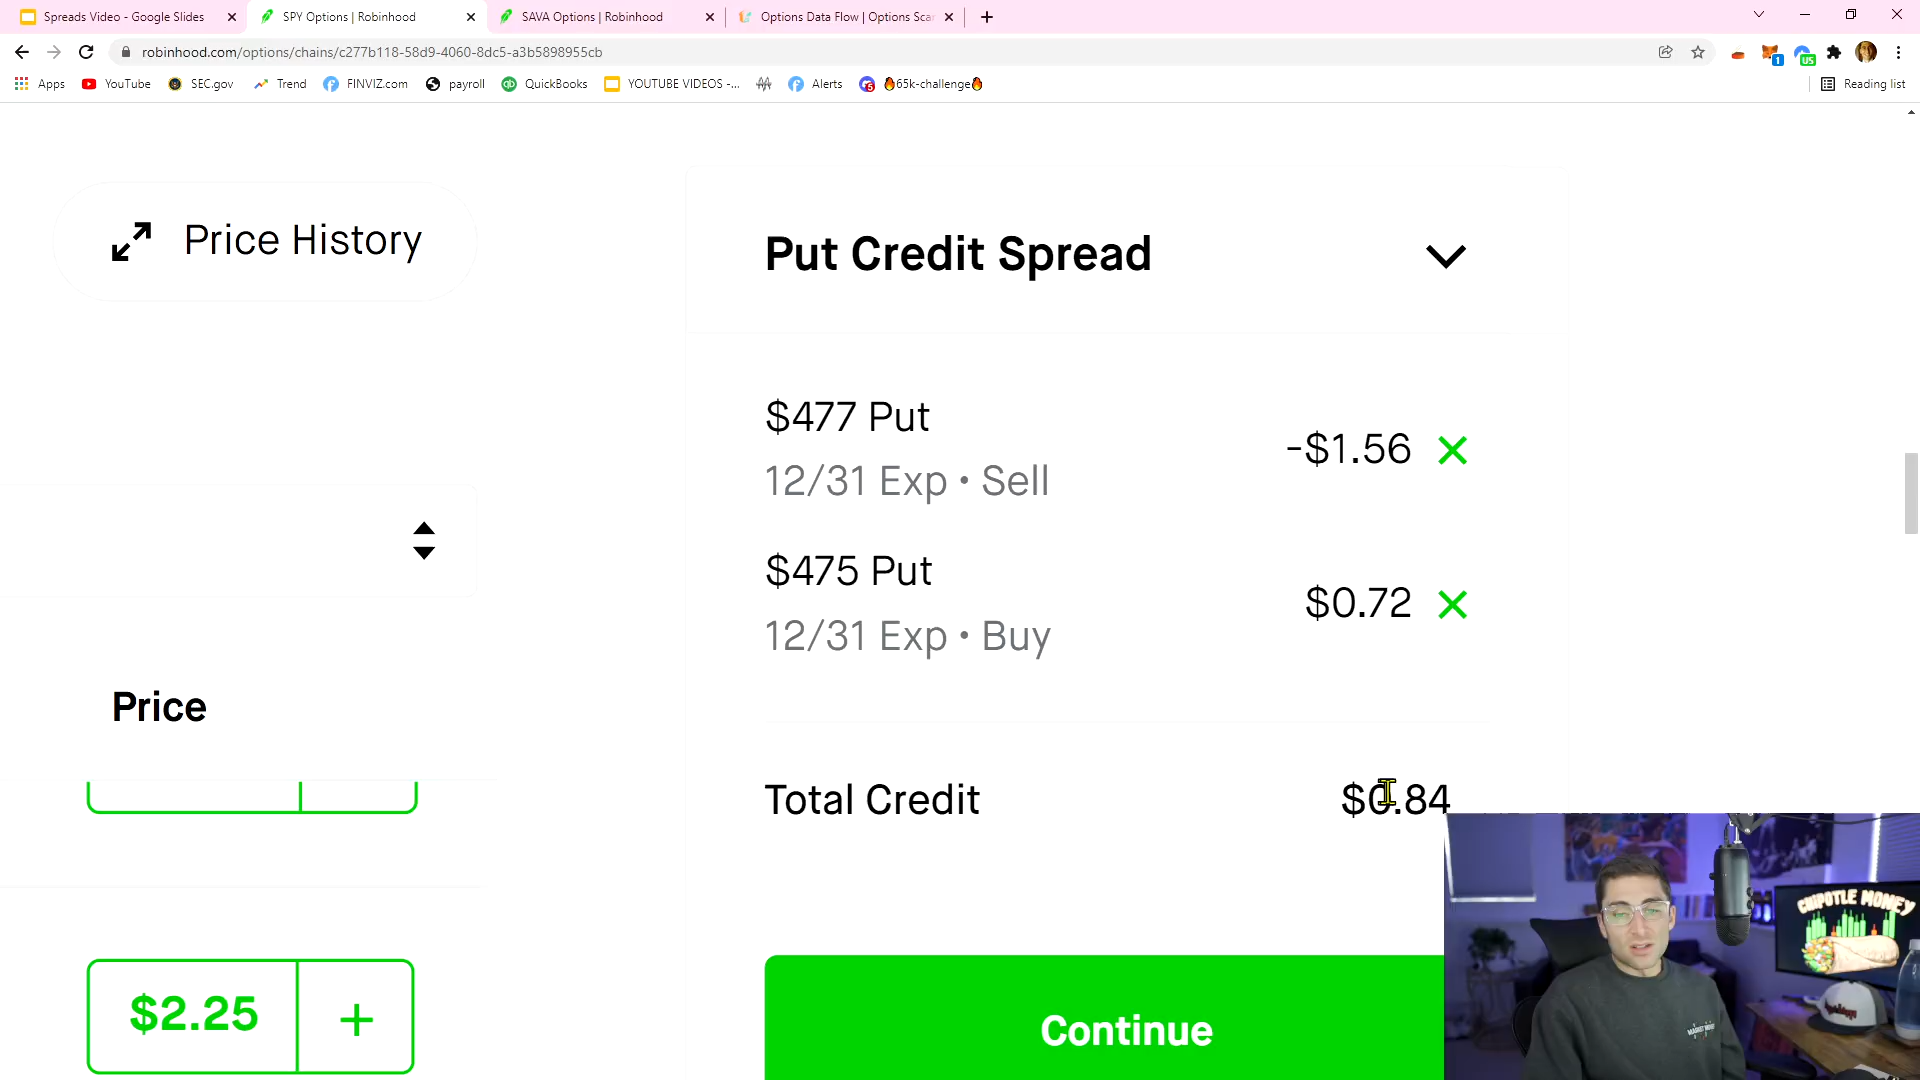 Spreads Video - Google Slides
SPY Options | Robinhood
SAVA Options | Robinhood
Options Data Flow | Options Scan
robinhood.com/options/chains/c277b118-58d9-4060-8dc5-a3b5898955cb
1
US
Apps
YouTube
SEC.gov
Trend
FINVIZ.com
payroll
QuickBooks
YOUTUBE VIDEOS -...
Alerts
5
🔥65k-challenge🔥
Reading list
Price History
Put Credit Spread
$477 Put
-$1.56
12/31 Exp • Sell
$475 Put
$0.72
12/31 Exp • Buy
Price
Total Credit
$0.84
$2.25
+
Continue
CHIPOTLE MONEY